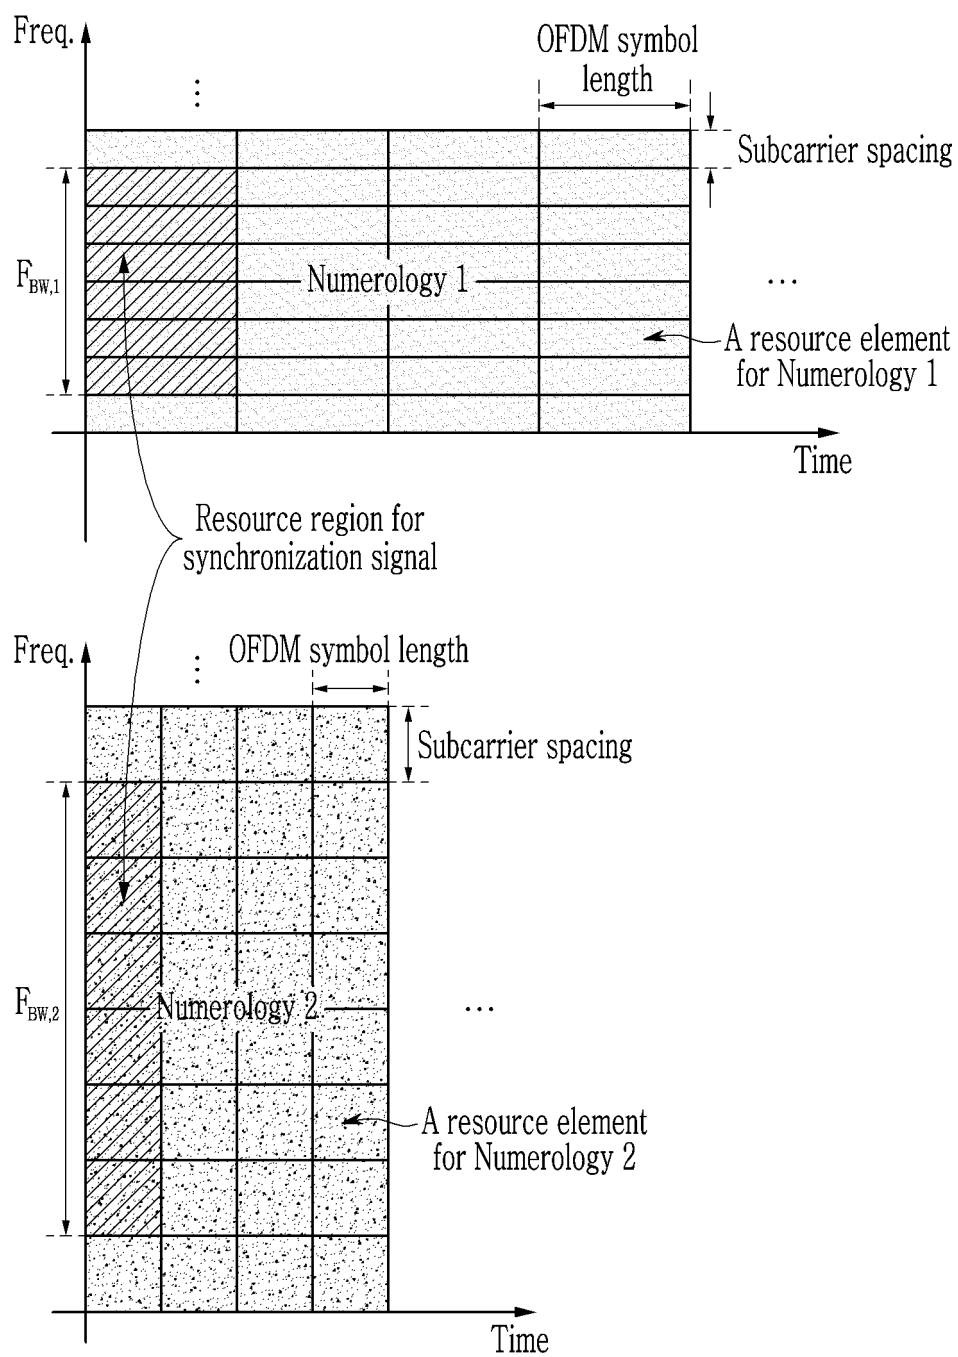 Freq.
OFDM symbol
length
Subcarrier spacing
F_BW,1
Numerology 1
...
A resource element
for Numerology 1
Time
Resource region for
synchronization signal
Freq.
OFDM symbol length
Subcarrier spacing
F_BW,2
Numerology 2
...
A resource element
for Numerology 2
Time